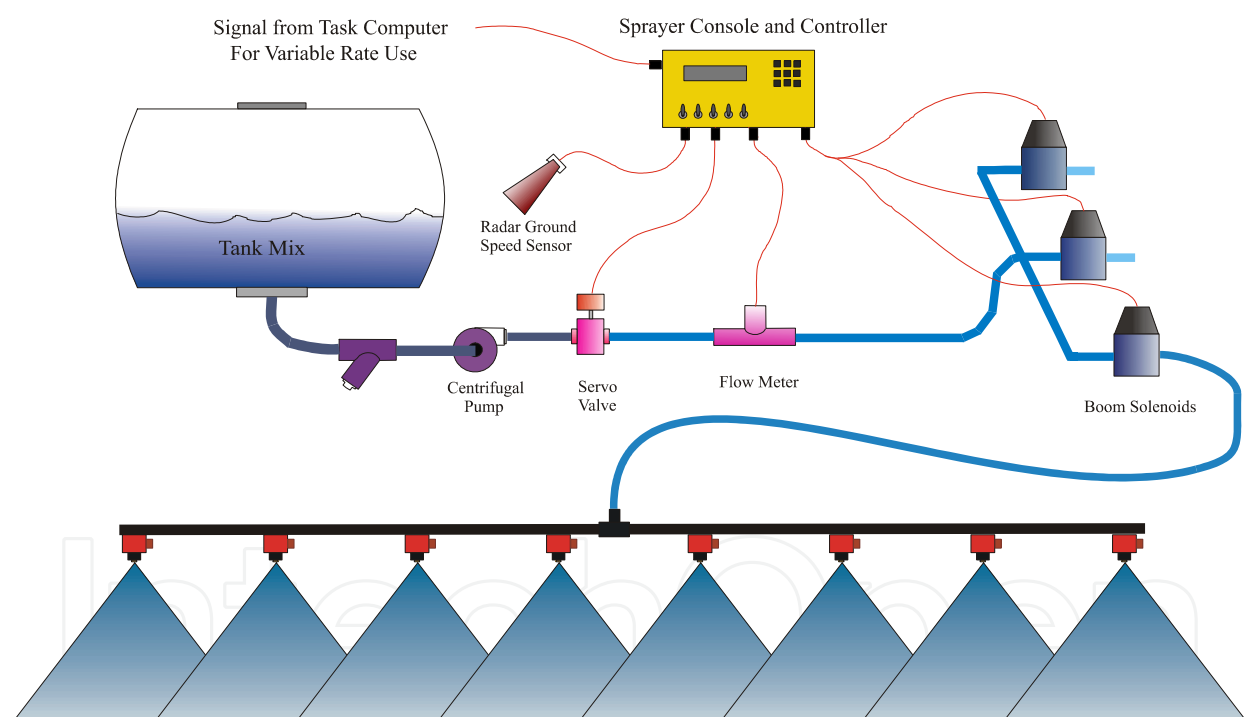 Signal from Task Computer
For Variable Rate Use
Sprayer Console and Controller
Tank Mix
Radar Ground
Speed Sensor
Centrifugal
Pump
Servo
Valve
Flow Meter
Boom Solenoids
IntechOpen